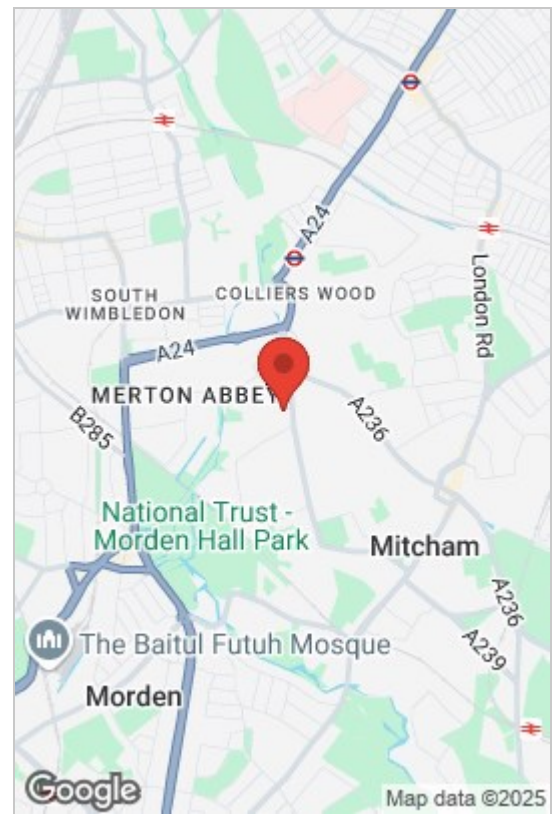 A24
London Rd
SOUTH
WIMBLEDON
COLLIERS WOOD
A24
MERTON ABBEY
B285
A236
National Trust -
Morden Hall Park
Mitcham
A236
A239
The Baitul Futuh Mosque
Morden
Google
Map data ©2025